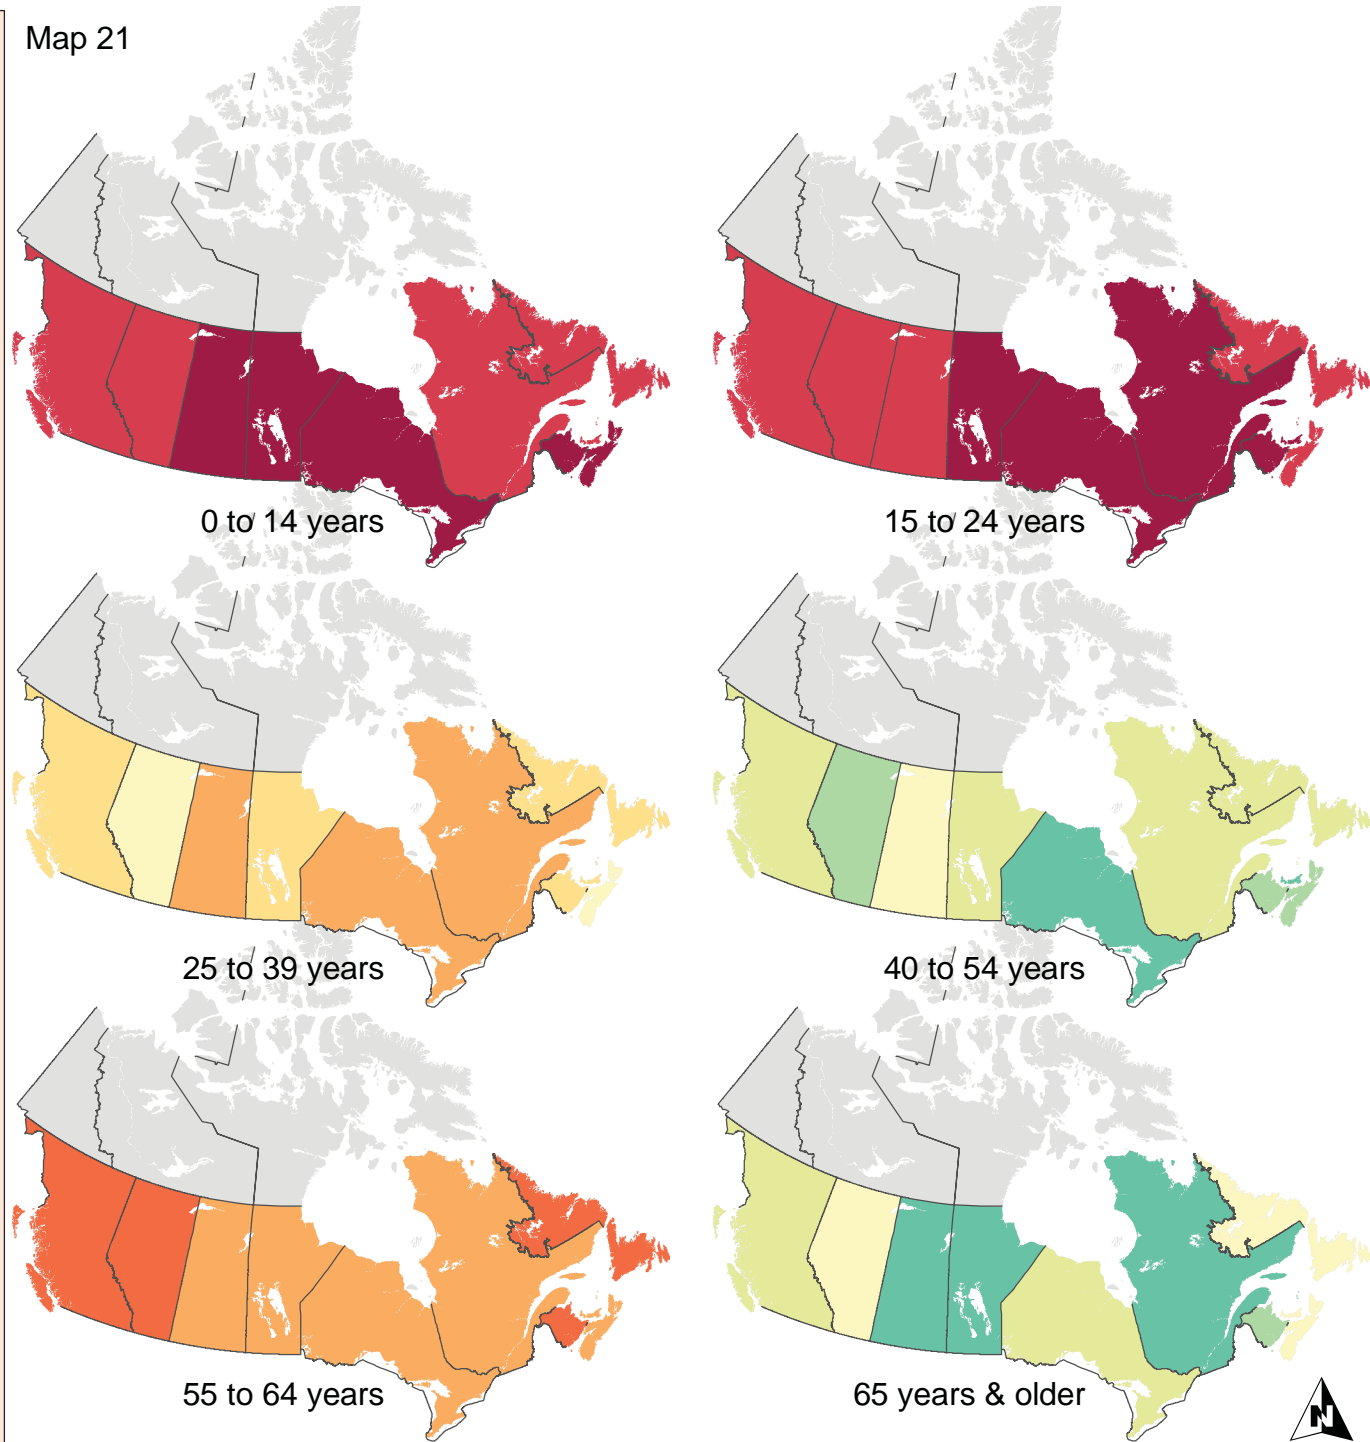 Map 21
0 to 14 years
15 to 24 years
25 to 39 years
40 to 54 years
55 to 64 years
65 years & older
N